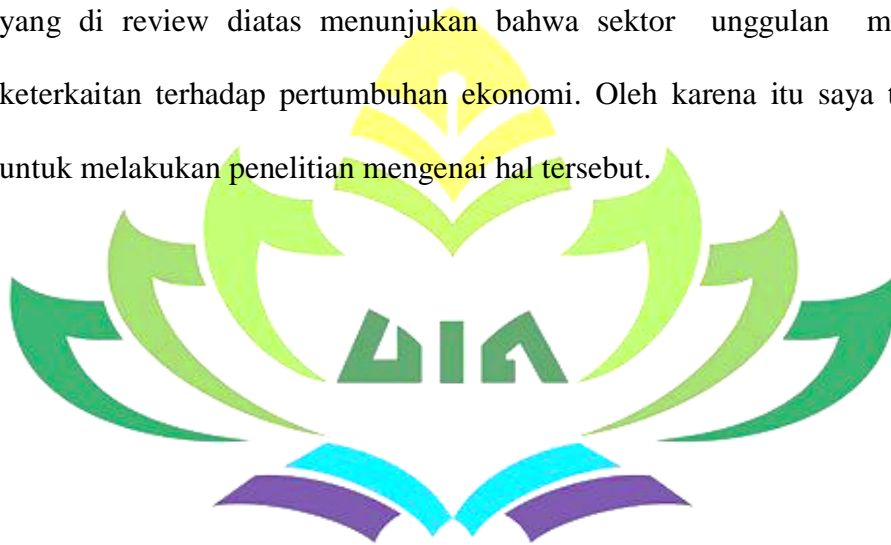 yang di review diatas menunjukan bahwa sektor unggulan m
keterkaitan terhadap pertumbuhan ekonomi. Oleh karena itu saya t
untuk melakukan penelitian mengenai hal tersebut.
UIN